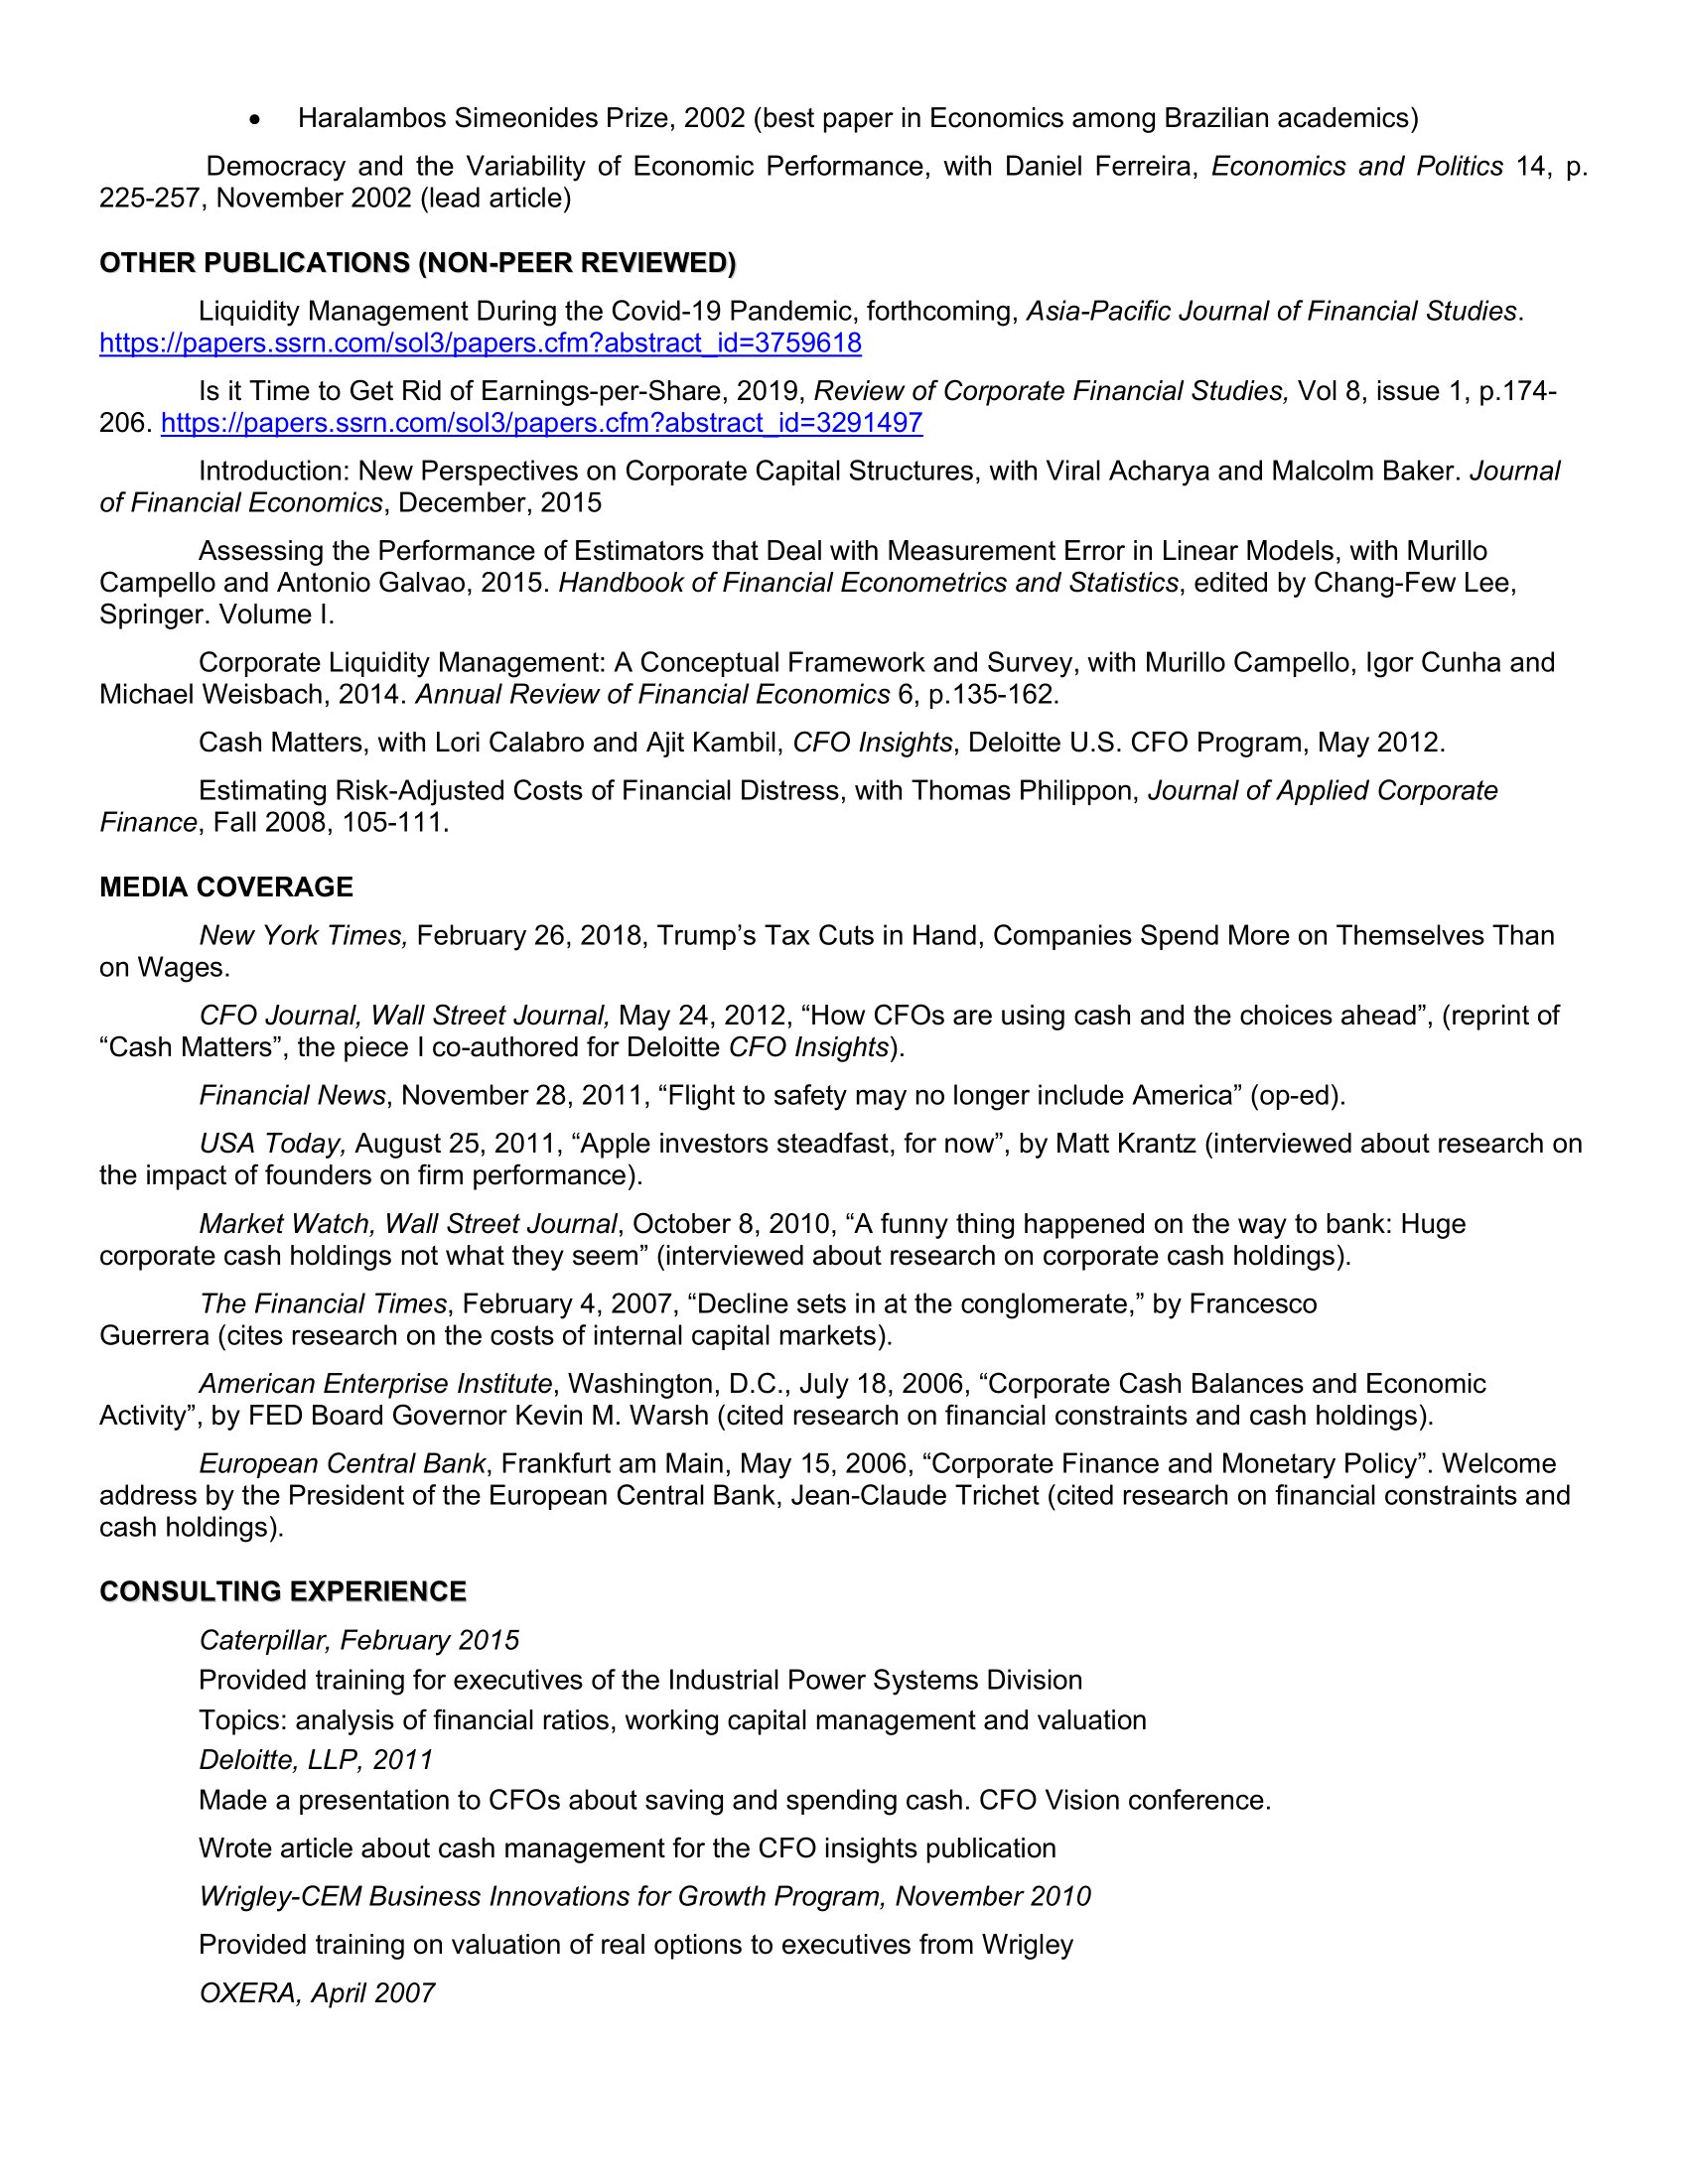 • Haralambos Simeonides Prize, 2002 (best paper in Economics among Brazilian academics)
Democracy and the Variability of Economic Performance, with Daniel Ferreira, Economics and Politics 14, p.
225-257, November 2002 (lead article)
OTHER PUBLICATIONS (NON-PEER REVIEWED)
Liquidity Management During the Covid-19 Pandemic, forthcoming, Asia-Pacific Journal of Financial Studies.
https://papers.ssrn.com/sol3/papers.cfm?abstract_id=3759618
Is it Time to Get Rid of Earnings-per-Share, 2019, Review of Corporate Financial Studies, Vol 8, issue 1, p.174-
206. https://papers.ssrn.com/sol3/papers.cfm?abstract_id=3291497
Introduction: New Perspectives on Corporate Capital Structures, with Viral Acharya and Malcolm Baker. Journal
of Financial Economics, December, 2015
Assessing the Performance of Estimators that Deal with Measurement Error in Linear Models, with Murillo
Campello and Antonio Galvao, 2015. Handbook of Financial Econometrics and Statistics, edited by Chang-Few Lee,
Springer. Volume I.
Corporate Liquidity Management: A Conceptual Framework and Survey, with Murillo Campello, Igor Cunha and
Michael Weisbach, 2014. Annual Review of Financial Economics 6, p.135-162.
Cash Matters, with Lori Calabro and Ajit Kambil, CFO Insights, Deloitte U.S. CFO Program, May 2012.
Estimating Risk-Adjusted Costs of Financial Distress, with Thomas Philippon, Journal of Applied Corporate
Finance, Fall 2008, 105-111.
MEDIA COVERAGE
New York Times, February 26, 2018, Trump’s Tax Cuts in Hand, Companies Spend More on Themselves Than
on Wages.
CFO Journal, Wall Street Journal, May 24, 2012, “How CFOs are using cash and the choices ahead”, (reprint of
“Cash Matters”, the piece I co-authored for Deloitte CFO Insights).
Financial News, November 28, 2011, “Flight to safety may no longer include America” (op-ed).
USA Today, August 25, 2011, “Apple investors steadfast, for now”, by Matt Krantz (interviewed about research on
the impact of founders on firm performance).
Market Watch, Wall Street Journal, October 8, 2010, “A funny thing happened on the way to bank: Huge
corporate cash holdings not what they seem” (interviewed about research on corporate cash holdings).
The Financial Times, February 4, 2007, “Decline sets in at the conglomerate,” by Francesco
Guerrera (cites research on the costs of internal capital markets).
American Enterprise Institute, Washington, D.C., July 18, 2006, “Corporate Cash Balances and Economic
Activity”, by FED Board Governor Kevin M. Warsh (cited research on financial constraints and cash holdings).
European Central Bank, Frankfurt am Main, May 15, 2006, “Corporate Finance and Monetary Policy”. Welcome
address by the President of the European Central Bank, Jean-Claude Trichet (cited research on financial constraints and
cash holdings).
CONSULTING EXPERIENCE
Caterpillar, February 2015
Provided training for executives of the Industrial Power Systems Division
Topics: analysis of financial ratios, working capital management and valuation
Deloitte, LLP, 2011
Made a presentation to CFOs about saving and spending cash. CFO Vision conference.
Wrote article about cash management for the CFO insights publication
Wrigley-CEM Business Innovations for Growth Program, November 2010
Provided training on valuation of real options to executives from Wrigley
OXERA, April 2007